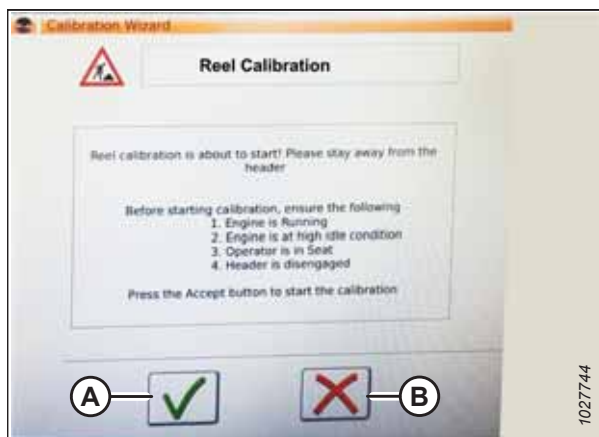 Calibration Wizard
Reel Calibration
Reel calibration is about to start! Please stay away from the
header
Before starting calibration, ensure the following
1. Engine is Running
2. Engine is at high idle condition
3. Operator is in Seat
4. Header is disengaged
Press the Accept button to start the calibration
A
B
1027744